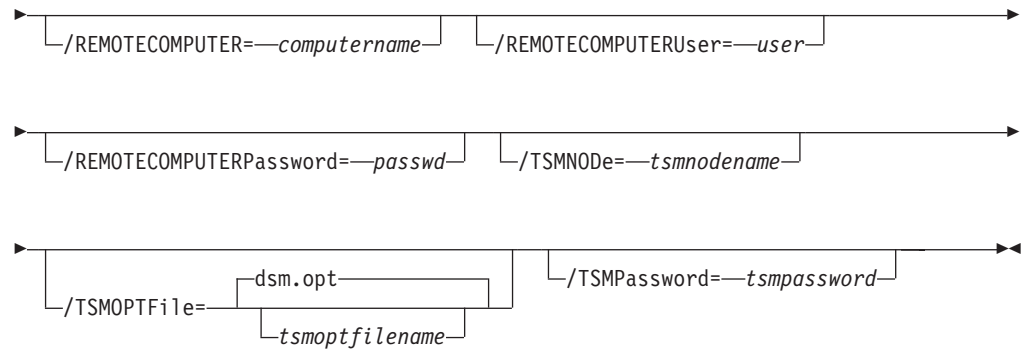 /REMOTECOMPUTER= computername /REMOTECOMPUTERUser= user
/REMOTECOMPUTERPassword= passwd /TSMNODe= tsmnodename
dsm.opt
/TSMOPTFile= /TSMPassword= tsmpassword
tsmoptfilename